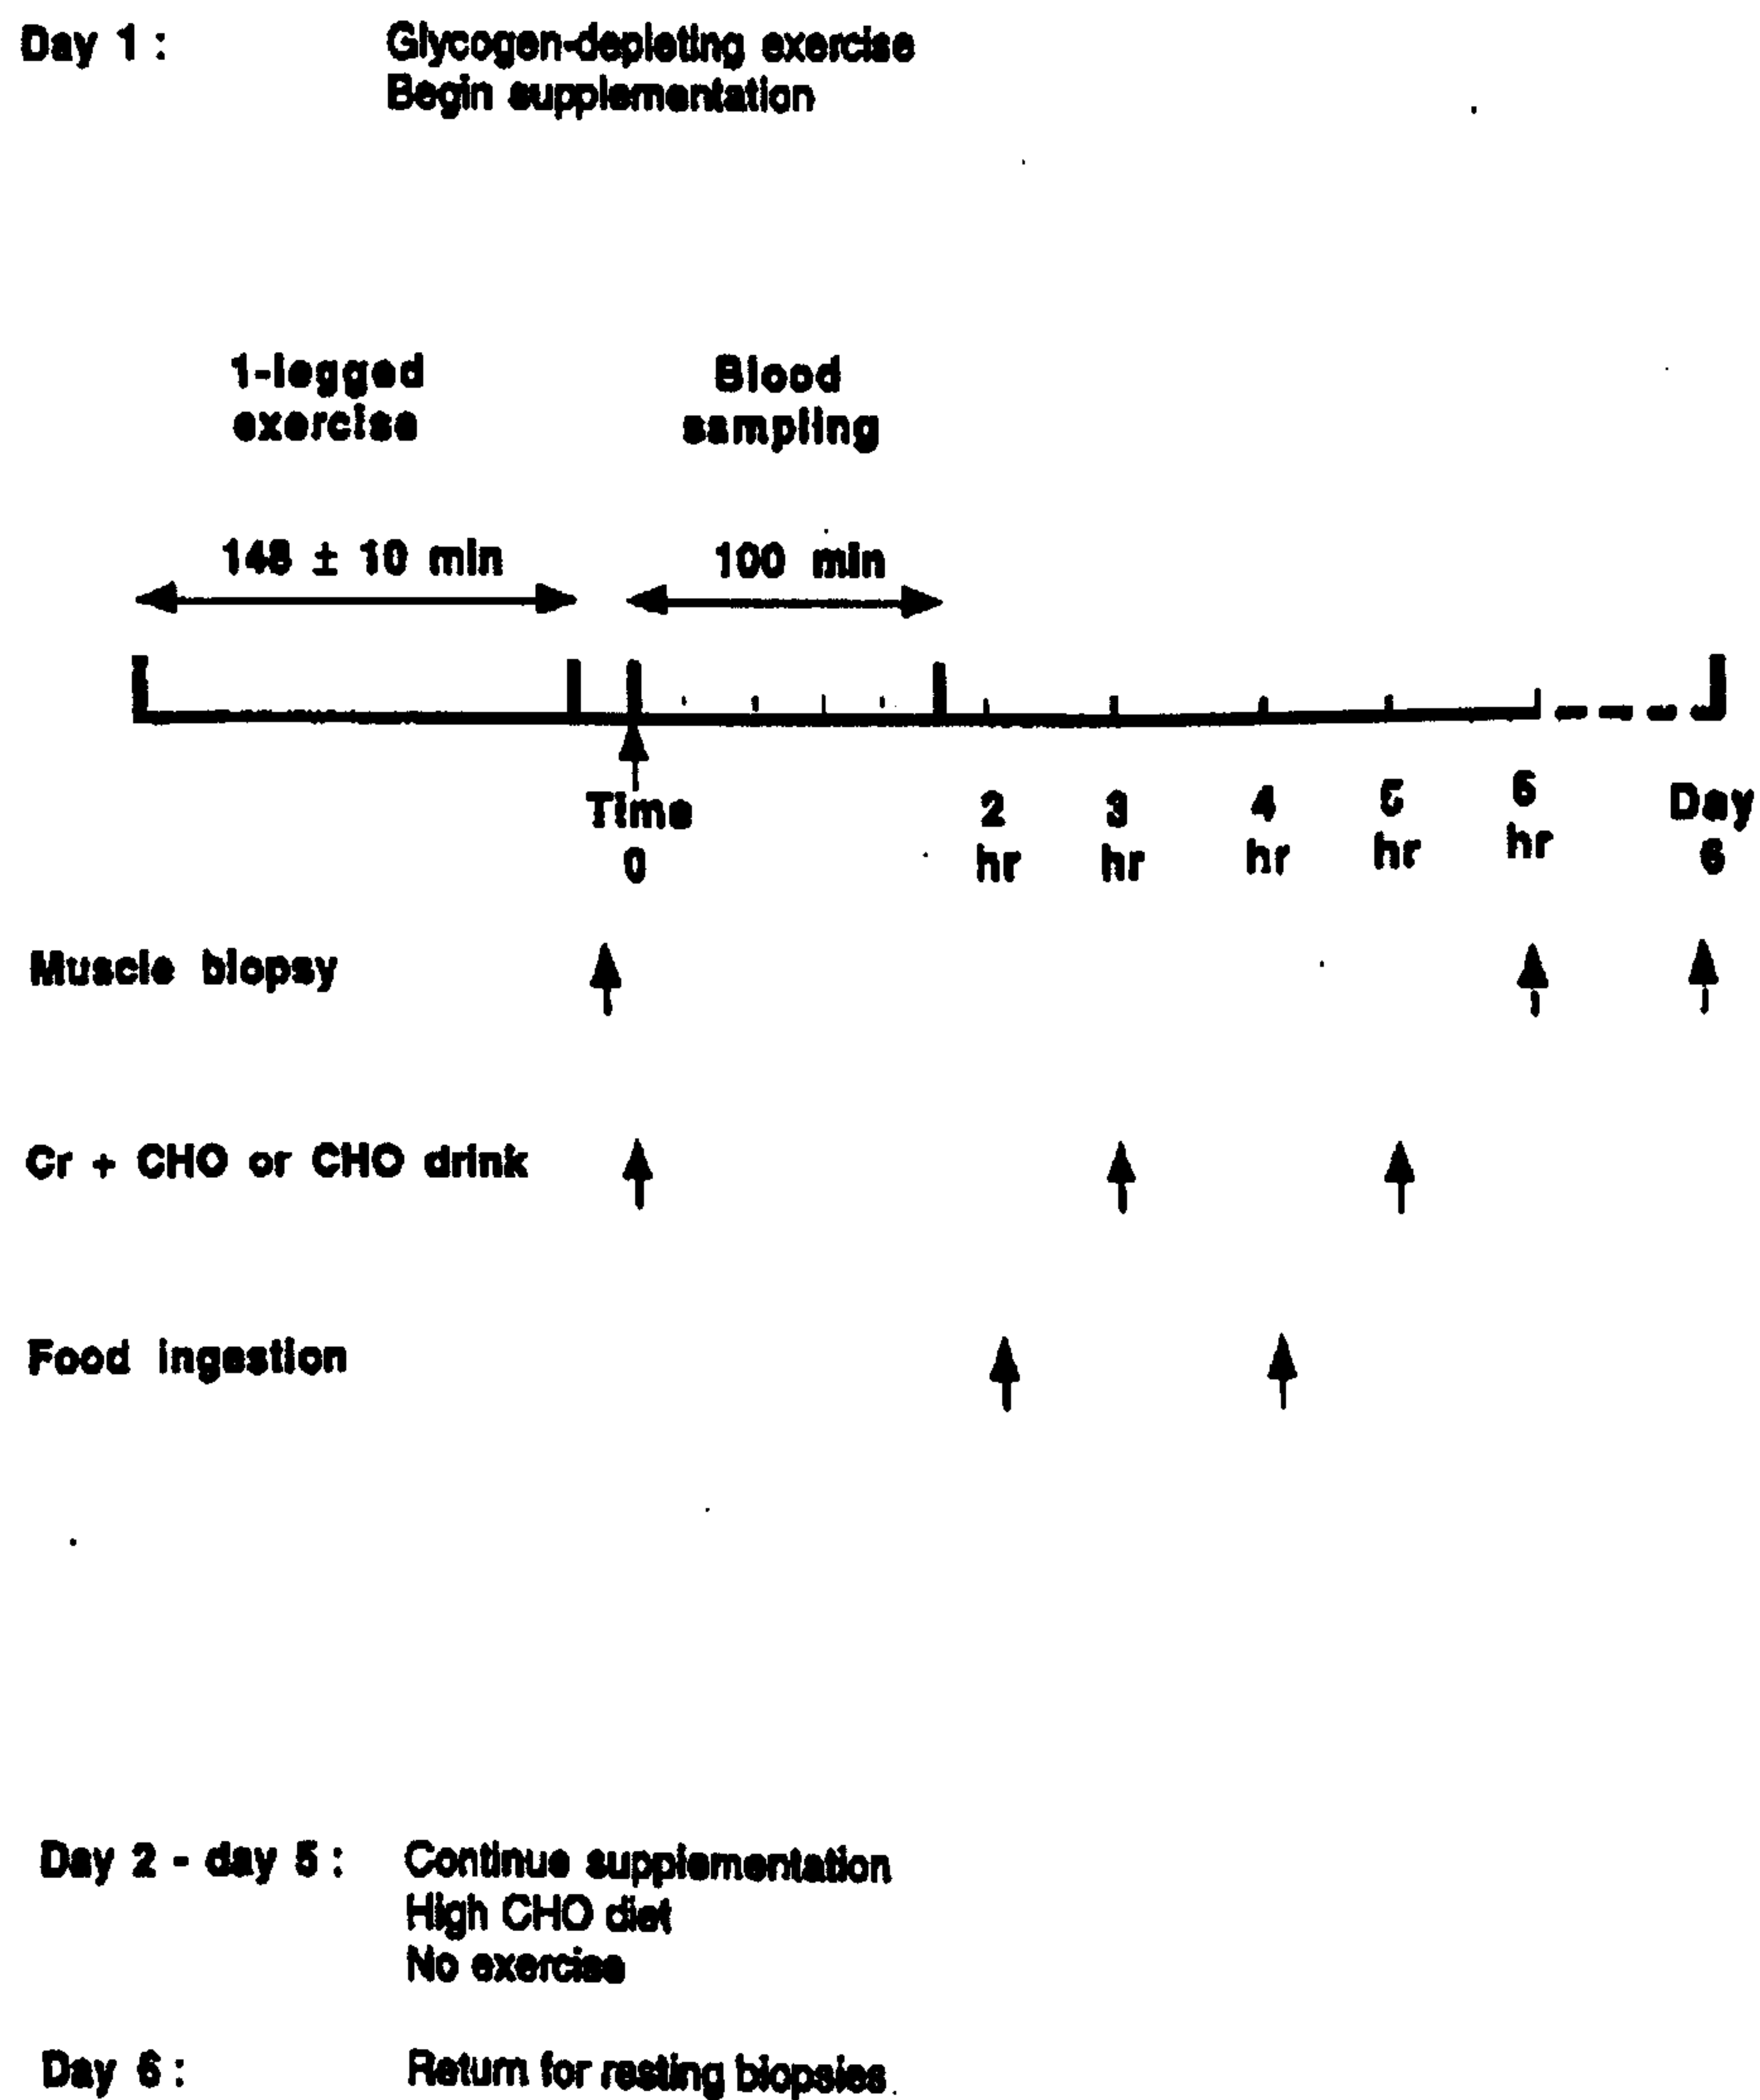 Day 1 : Glycogen-depleting exercise
Begin supplementation
1-legged
exercise
Blood
sampling
148 ± 10 min
100 min
Time
0
2
hr
3
hr
4
hr
5
hr
6
hr
Day
6
Muscle biopsy
Cr + CHO or CHO drink
Food ingestion
Day 2 - day 5 : Continue supplementation
High CHO diet
No exercise
Day 6 : Return for resting biopsies